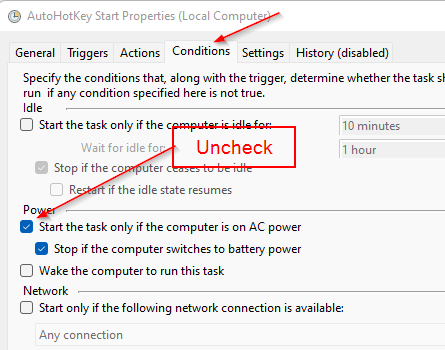 AutoHotKey Start Properties (Local Computer)
General Triggers Actions Conditions Settings History (disabled)
Specify the conditions that, along with the trigger, determine whether the task sh
run if any condition specified here is not true.
Idle
Start the task only if the computer is idle for: 10 minutes
Wait for idle for: 1 hour
Uncheck
Stop if the computer ceases to be idle
Restart if the idle state resumes
Power
Start the task only if the computer is on AC power
Stop if the computer switches to battery power
Wake the computer to run this task
Network
Start only if the following network connection is available:
Any connection